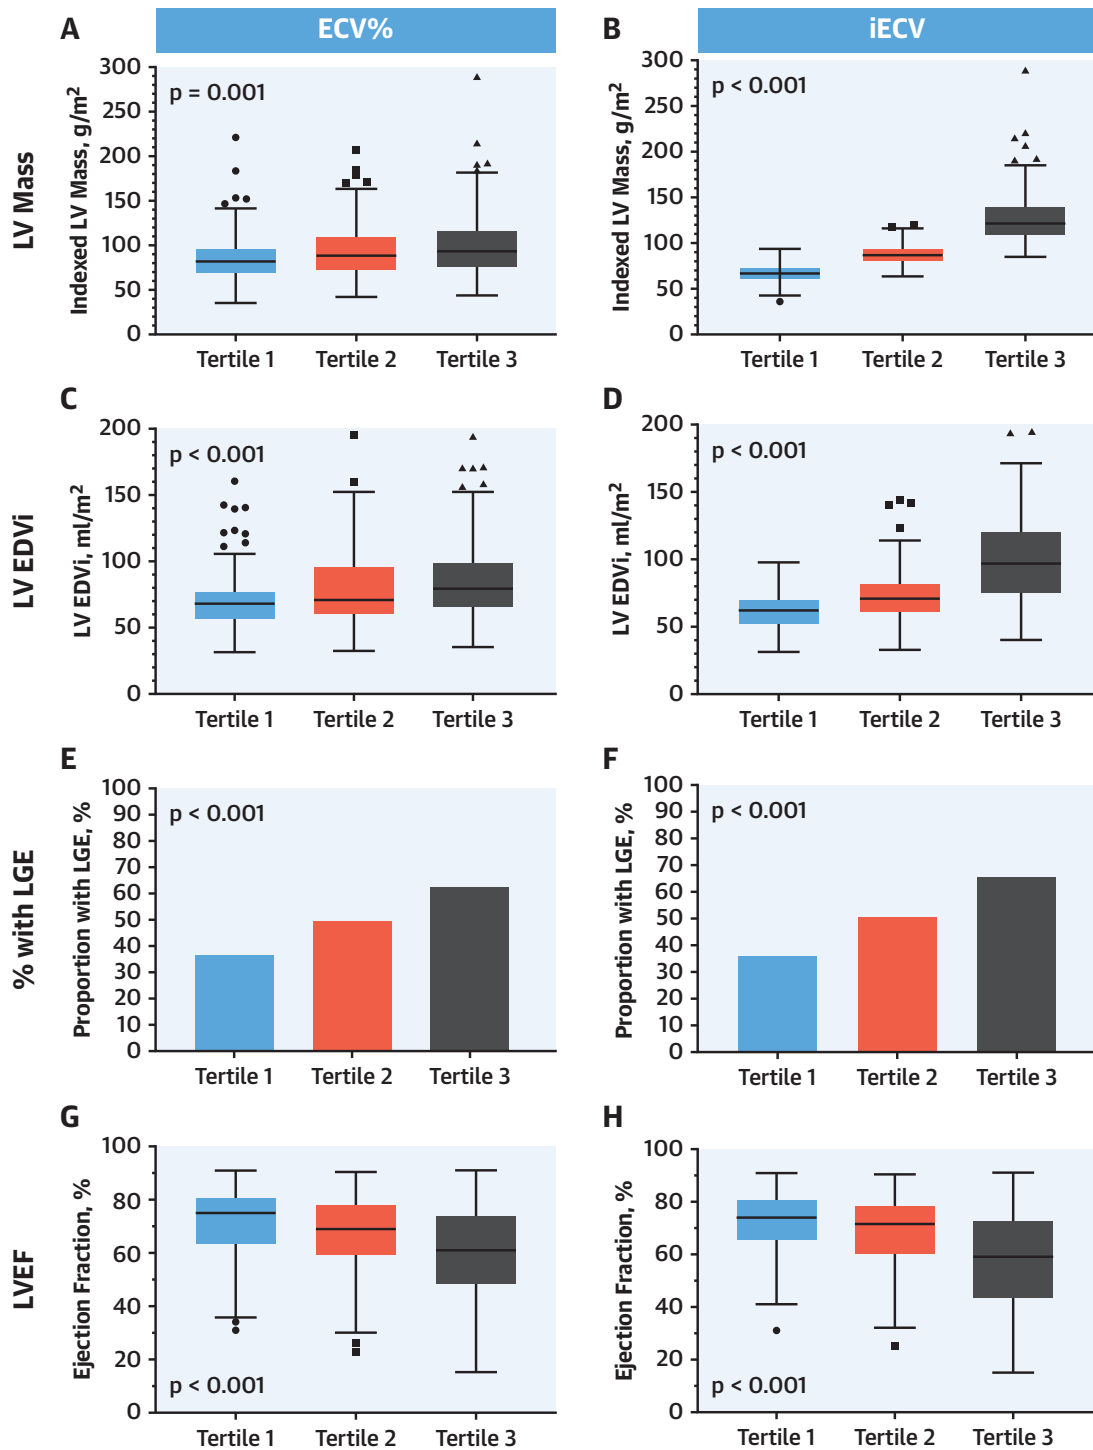 A
ECV%
LV Mass
Indexed LV Mass, g/m²
300
250
200
150
100
50
0
p = 0.001
Tertile 1
Tertile 2
Tertile 3
B
iECV
Indexed LV Mass, g/m²
300
250
200
150
100
50
0
p < 0.001
Tertile 1
Tertile 2
Tertile 3
C
LV EDVi
LV EDVi, ml/m²
200
150
100
50
0
p < 0.001
Tertile 1
Tertile 2
Tertile 3
D
LV EDVi, ml/m²
200
150
100
50
0
p < 0.001
Tertile 1
Tertile 2
Tertile 3
E
% with LGE
Proportion with LGE, %
100
90
80
70
60
50
40
30
20
10
0
p < 0.001
Tertile 1
Tertile 2
Tertile 3
F
Proportion with LGE, %
100
90
80
70
60
50
40
30
20
10
0
p < 0.001
Tertile 1
Tertile 2
Tertile 3
G
LVEF
Ejection Fraction, %
100
80
60
40
20
0
p < 0.001
Tertile 1
Tertile 2
Tertile 3
H
Ejection Fraction, %
100
80
60
40
20
0
p < 0.001
Tertile 1
Tertile 2
Tertile 3